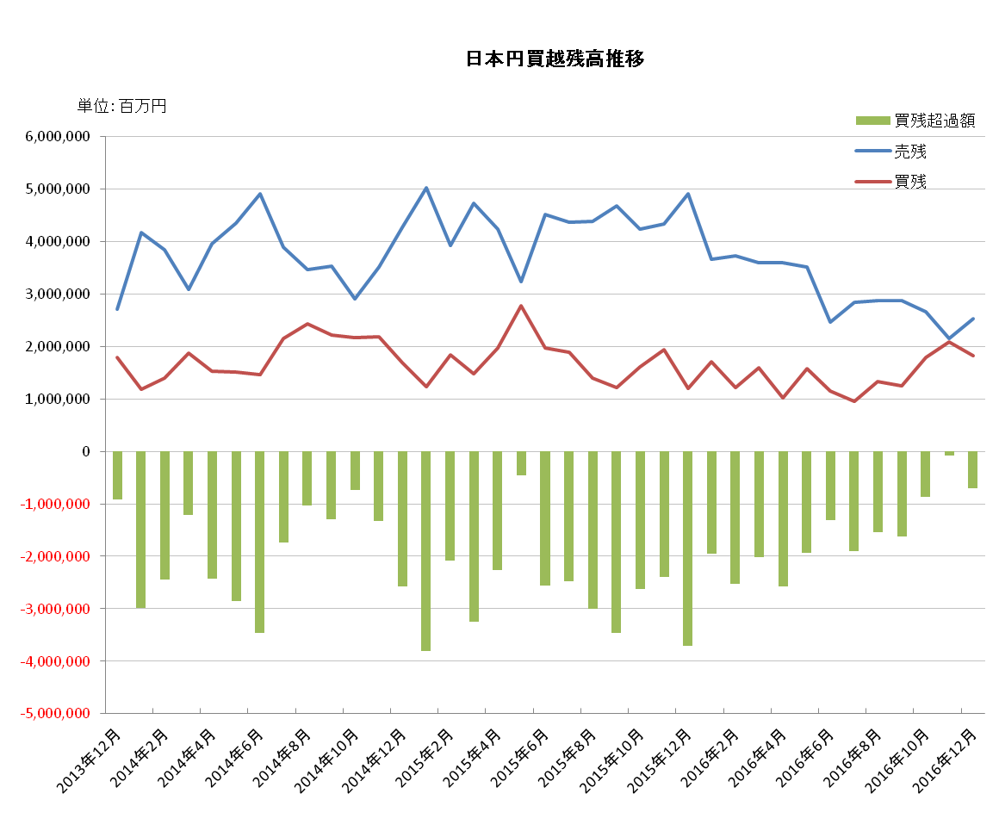 日本円買越残高推移
単位：百万円
買残超過額
売残
買残
6,000,000
5,000,000
4,000,000
3,000,000
2,000,000
1,000,000
0
-1,000,000
-2,000,000
-3,000,000
-4,000,000
-5,000,000
2013年12月
2014年2月
2014年4月
2014年6月
2014年8月
2014年10月
2014年12月
2015年2月
2015年4月
2015年6月
2015年8月
2015年10月
2015年12月
2016年2月
2016年4月
2016年6月
2016年8月
2016年10月
2016年12月